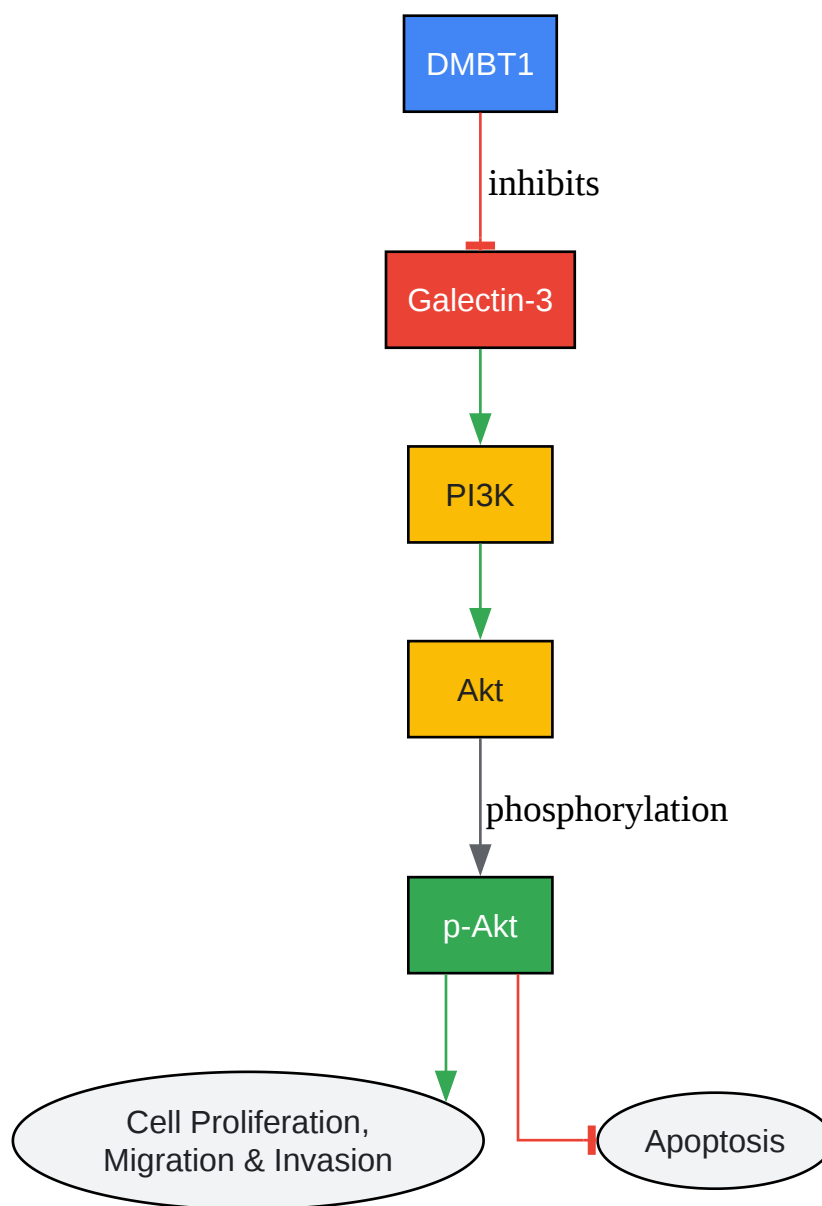 DMBT1
inhibits
Galectin-3
PI3K
Akt
phosphorylation
p-Akt
Cell Proliferation,
Migration & Invasion
Apoptosis